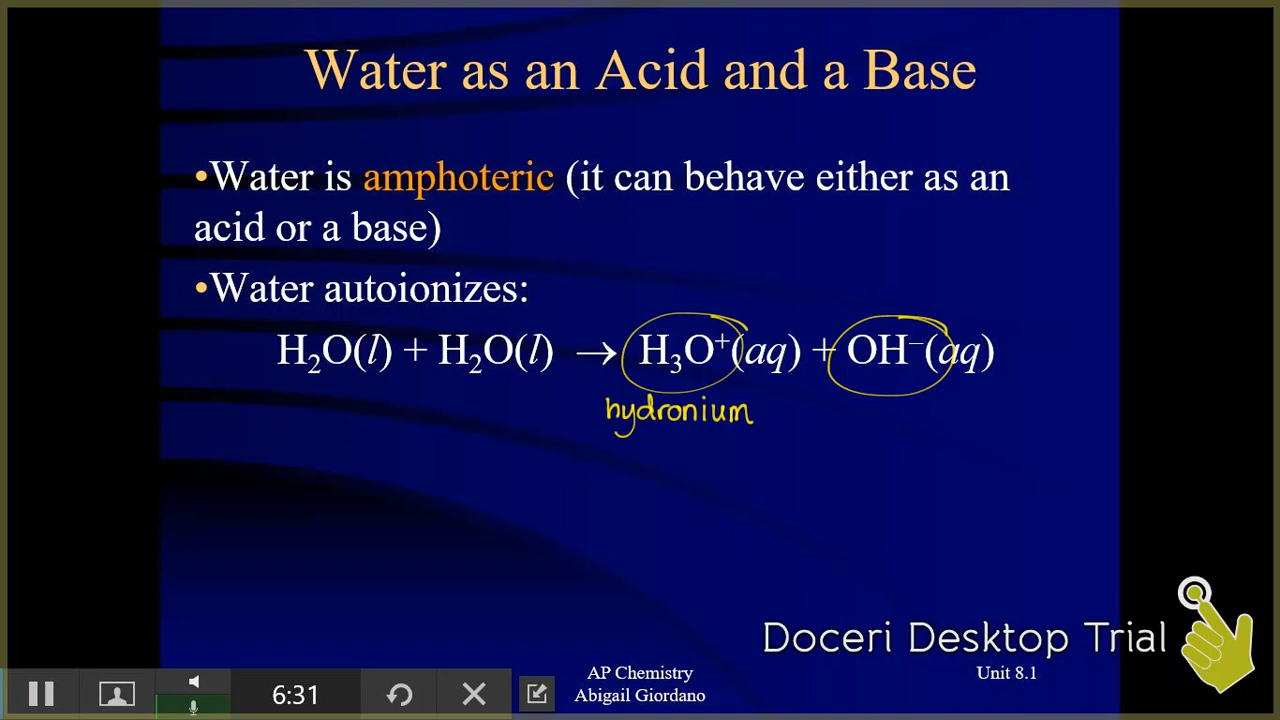 Water as an Acid and a Base
•Water is amphoteric (it can behave either as an
acid or a base)
•Water autoionizes:
H₂O(l) + H₂O(l) → H₃O⁺(aq) + OH⁻(aq)
hydronium
Doceri Desktop Trial
AP Chemistry
Abigail Giordano
Unit 8.1
6:31